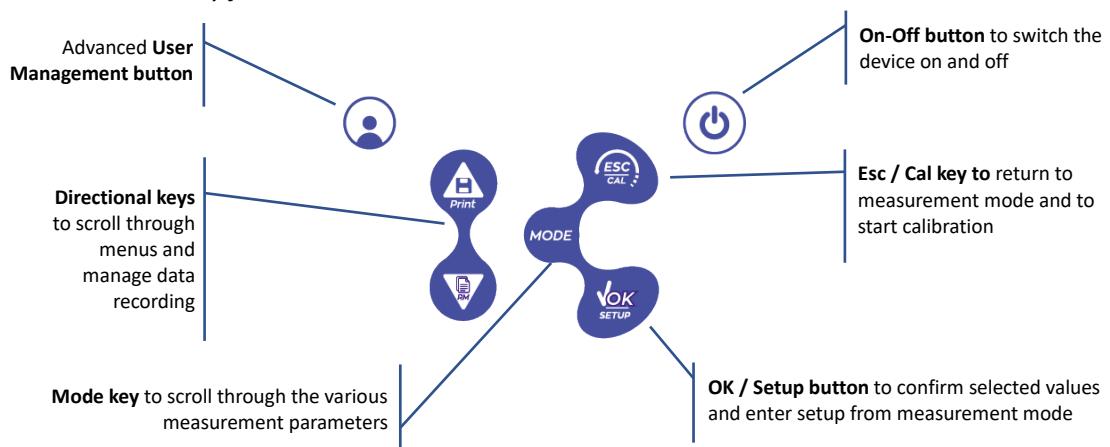 Advanced User
Management button
On-Off button to switch the
device on and off
Directional keys
to scroll through
menus and
manage data
recording
Print
RM
ESC
CAL
MODE
OK
SETUP
Esc / Cal key to return to
measurement mode and to
start calibration
Mode key to scroll through the various
measurement parameters
OK / Setup button to confirm selected values
and enter setup from measurement mode